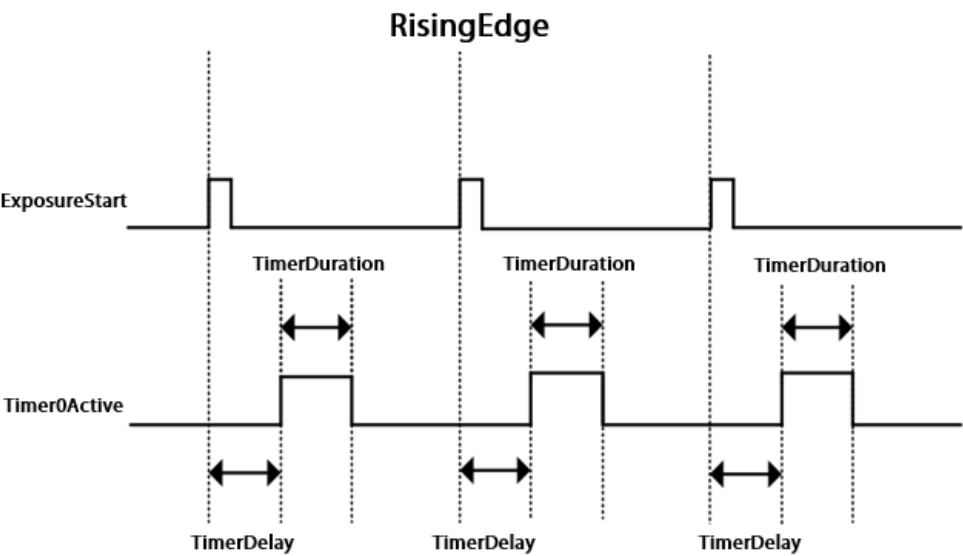 RisingEdge
ExposureStart
TimerDuration
TimerDuration
TimerDuration
Timer0Active
TimerDelay
TimerDelay
TimerDelay